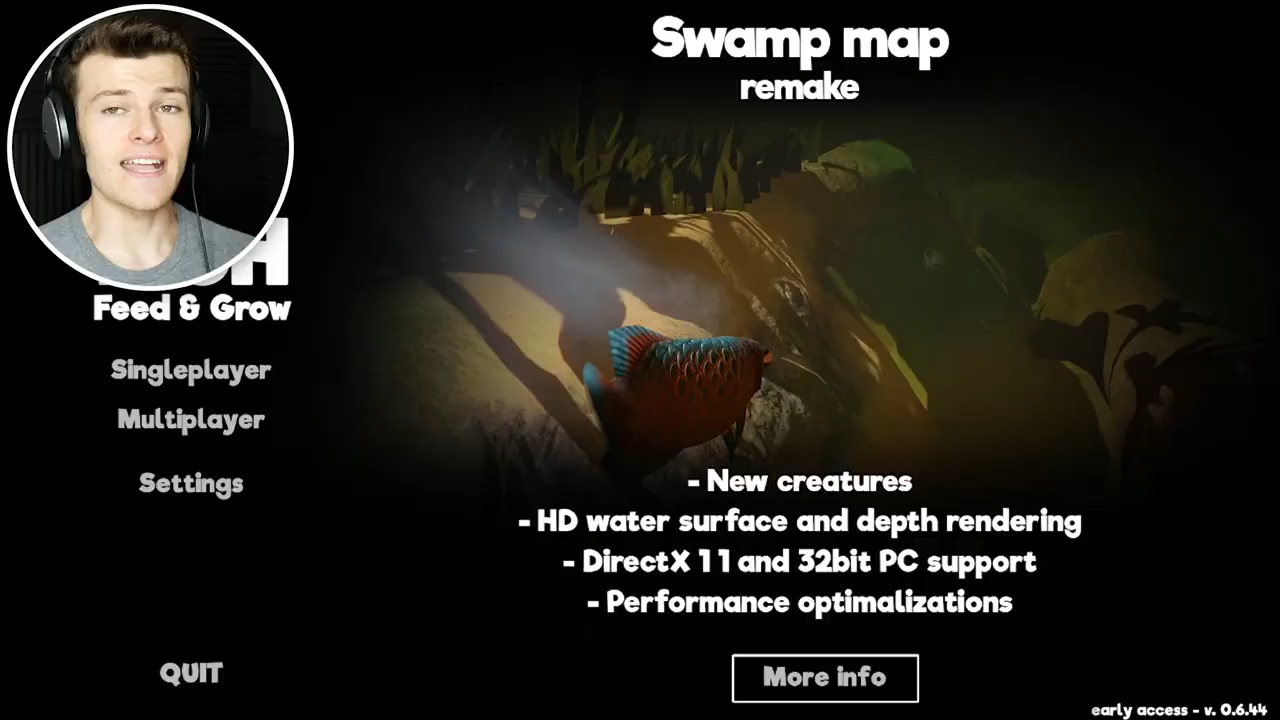 Swamp map
remake
Feed & Grow
Singleplayer
Multiplayer
Settings
- New creatures
- HD water surface and depth rendering
- DirectX 11 and 32bit PC support
- Performance optimalizations
QUIT
More info
early access - v. 0.6.44